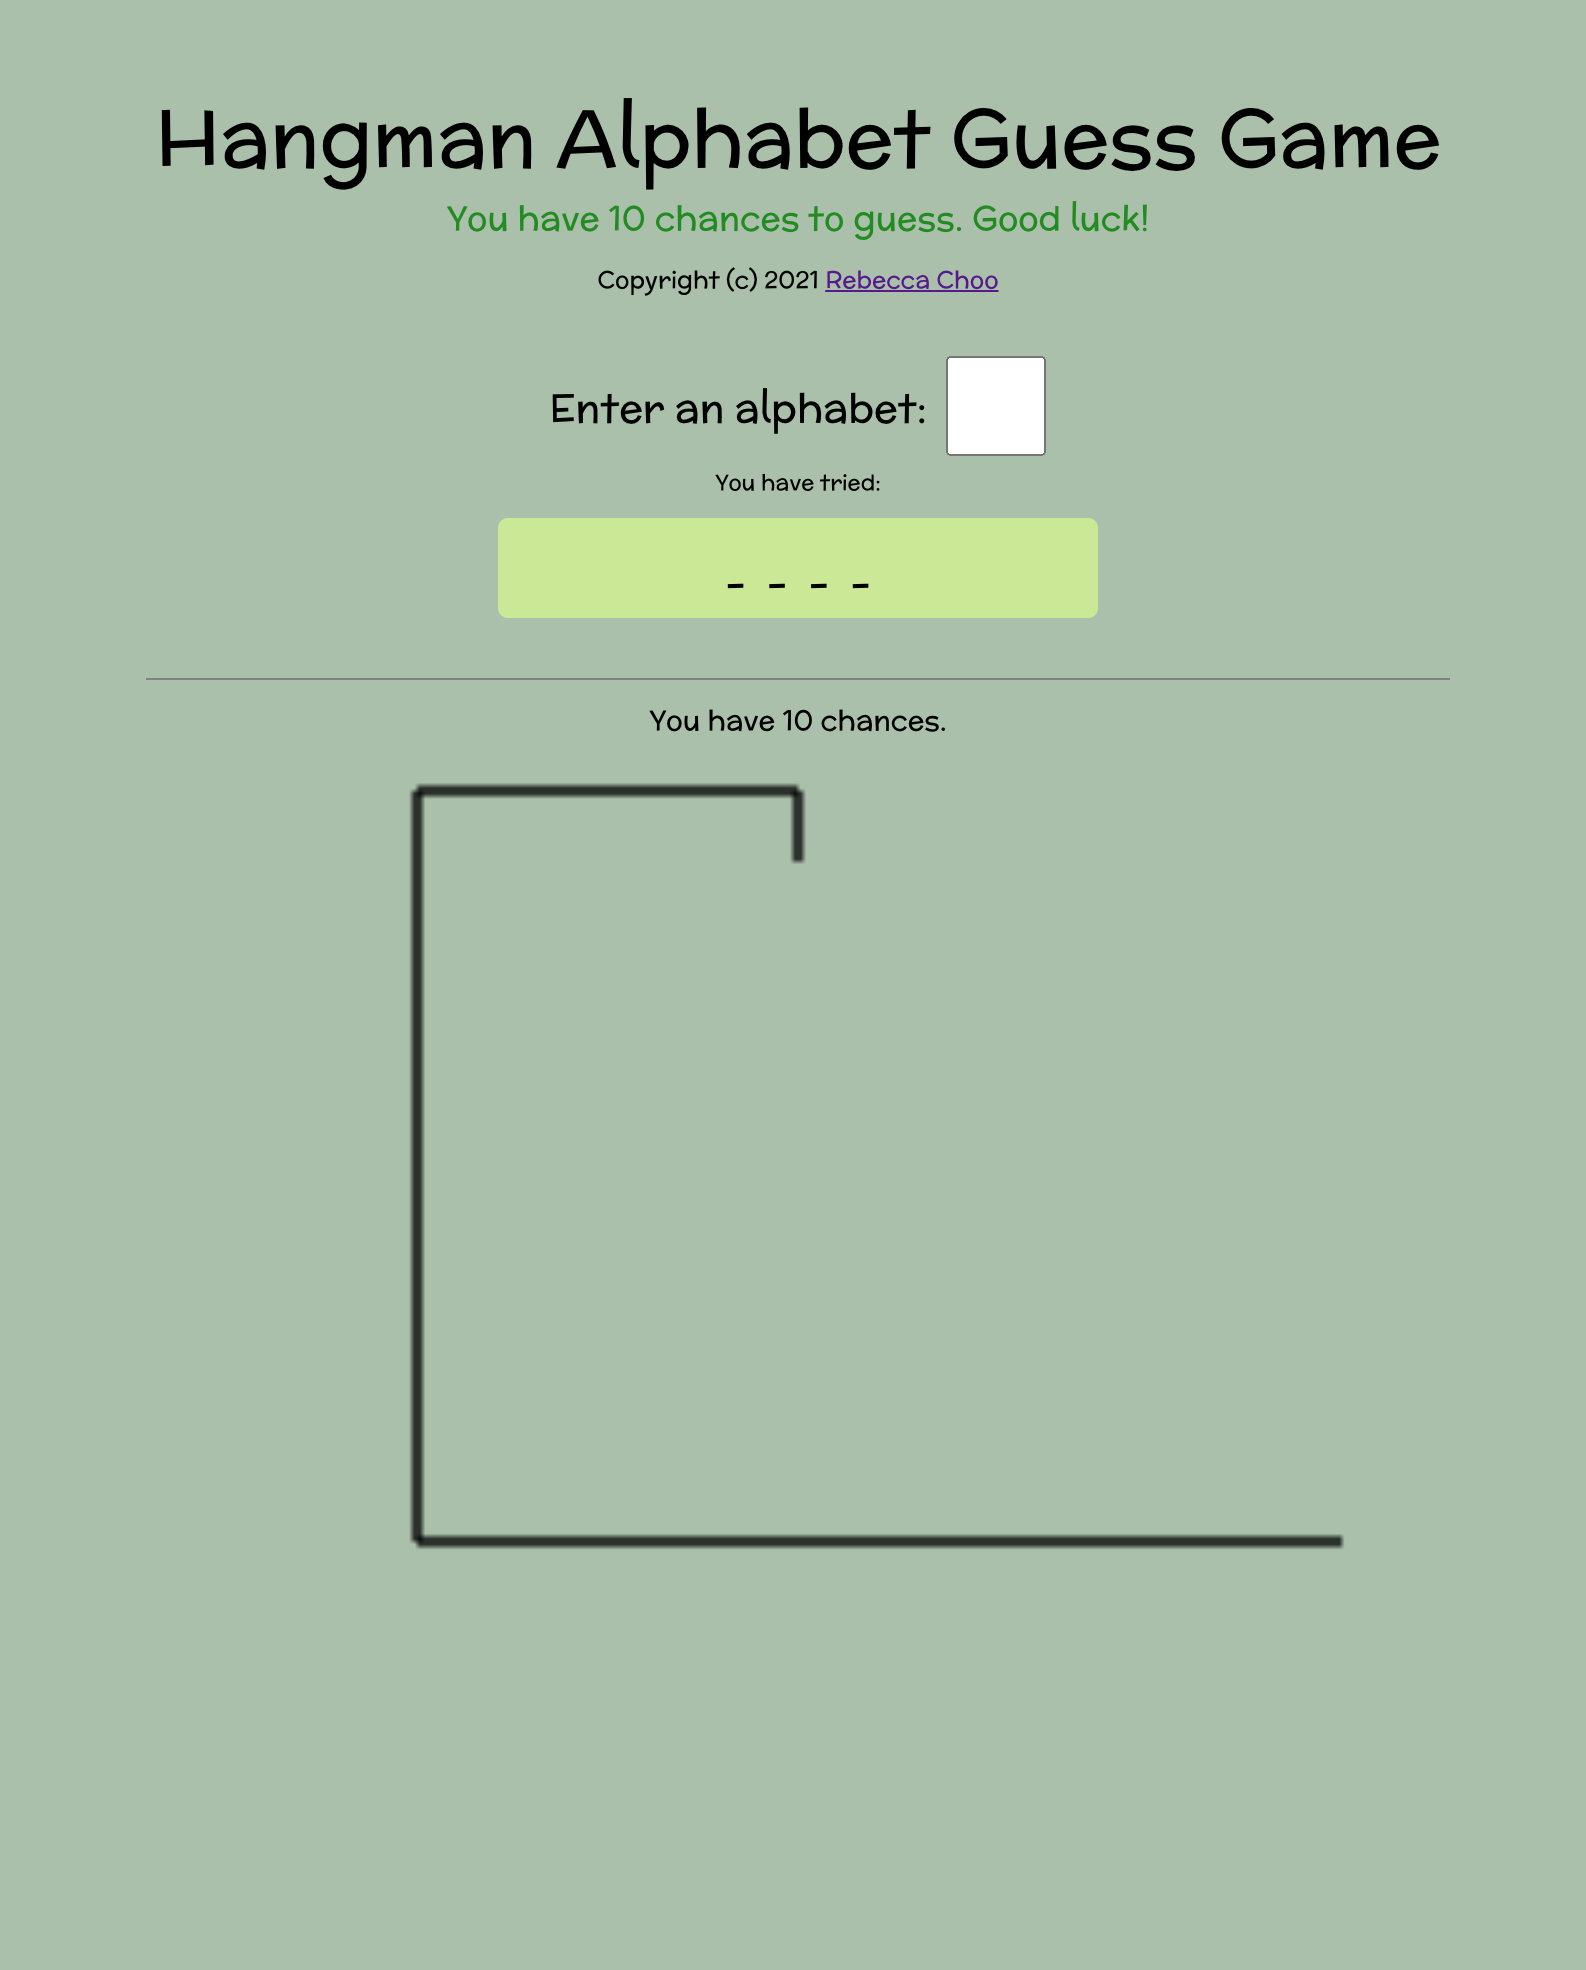 Hangman Alphabet Guess Game
You have 10 chances to guess. Good luck!
Copyright (c) 2021 Rebecca Choo
Enter an alphabet:
You have tried:
- - - -
You have 10 chances.